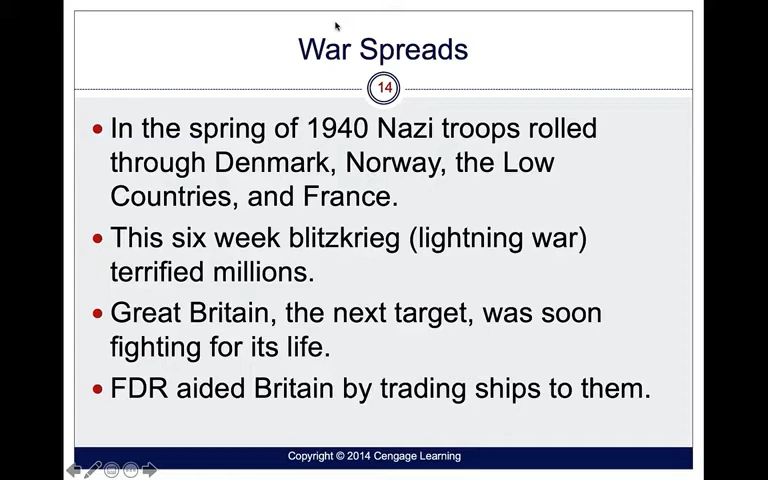 War Spreads
14
• In the spring of 1940 Nazi troops rolled
through Denmark, Norway, the Low
Countries, and France.
• This six week blitzkrieg (lightning war)
terrified millions.
• Great Britain, the next target, was soon
fighting for its life.
• FDR aided Britain by trading ships to them.
Copyright © 2014 Cengage Learning